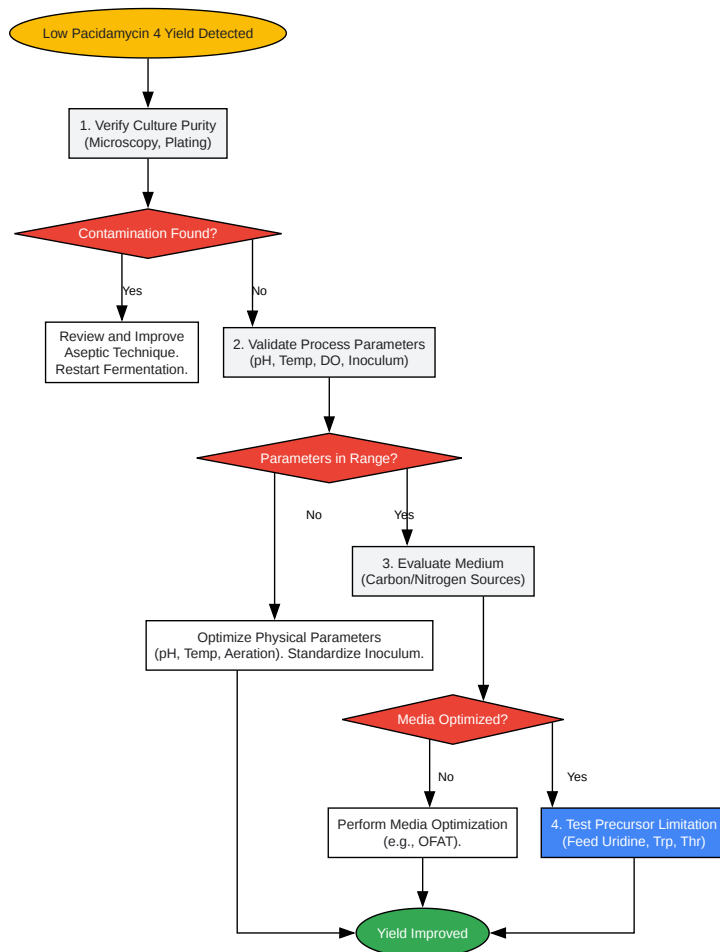 Low Pacidamycin 4 Yield Detected
1. Verify Culture Purity
(Microscopy, Plating)
Contamination Found?
Yes
No
Review and Improve
Aseptic Technique.
Restart Fermentation.
2. Validate Process Parameters
(pH, Temp, DO, Inoculum)
Parameters in Range?
No
Yes
3. Evaluate Medium
(Carbon/Nitrogen Sources)
Optimize Physical Parameters
(pH, Temp, Aeration). Standardize Inoculum.
Media Optimized?
No
Yes
Perform Media Optimization
(e.g., OFAT).
4. Test Precursor Limitation
(Feed Uridine, Trp, Thr)
Yield Improved